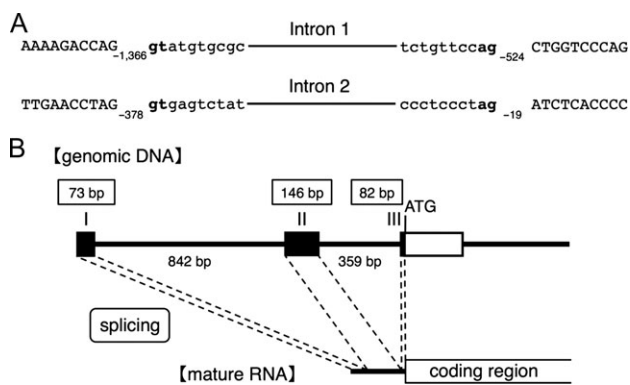 A
Intron 1
AAAAGACCAG -1,366 gtatgtgcgc tctgttccag -524 CTGGTCCCAG
Intron 2
TTGAACCTAG -378 gtgagtctat ccctccctag -19 ATCTCACCCC
B
【genomic DNA】
73 bp 146 bp 82 bp
I II III ATG
842 bp 359 bp
splicing
【mature RNA】 coding region